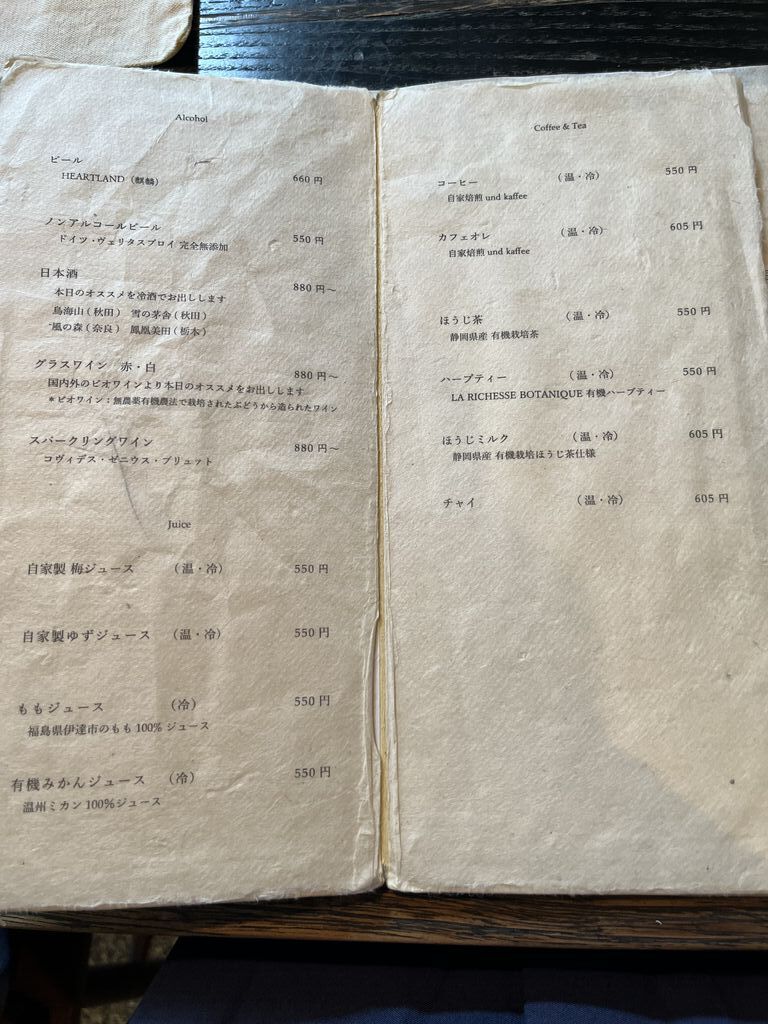 Alcohol
ビール
HEARTLAND（麒麟） 660 円
ノンアルコールビール
ドイツ・ヴェリタスブロイ 完全無添加 550 円
日本酒
本日のオススメを冷酒でお出しします 880 円～
鳥海山（秋田） 雪の茅舎（秋田）
風の森（奈良） 鳳凰美田（栃木）
グラスワイン 赤・白 880 円～
国内外のビオワインより本日のオススメをお出しします
＊ビオワイン：無農薬有機農法で栽培されたぶどうから造られたワイン
スパークリングワイン 880 円～
コヴィデス・ゼニウス・ブリュット
Juice
自家製 梅ジュース （温・冷） 550 円
自家製ゆずジュース （温・冷） 550 円
ももジュース （冷） 550 円
福島県伊達市のもも 100% ジュース
有機みかんジュース （冷） 550 円
温州ミカン 100％ジュース
Coffee & Tea
コーヒー （温・冷） 550 円
自家焙煎 und kaffee
カフェオレ （温・冷） 605 円
自家焙煎 und kaffee
ほうじ茶 （温・冷） 550 円
静岡県産 有機栽培茶
ハーブティー （温・冷） 550 円
LA RICHESSE BOTANIQUE 有機ハーブティー
ほうじミルク （温・冷） 605 円
静岡県産 有機栽培ほうじ茶仕様
チャイ （温・冷） 605 円